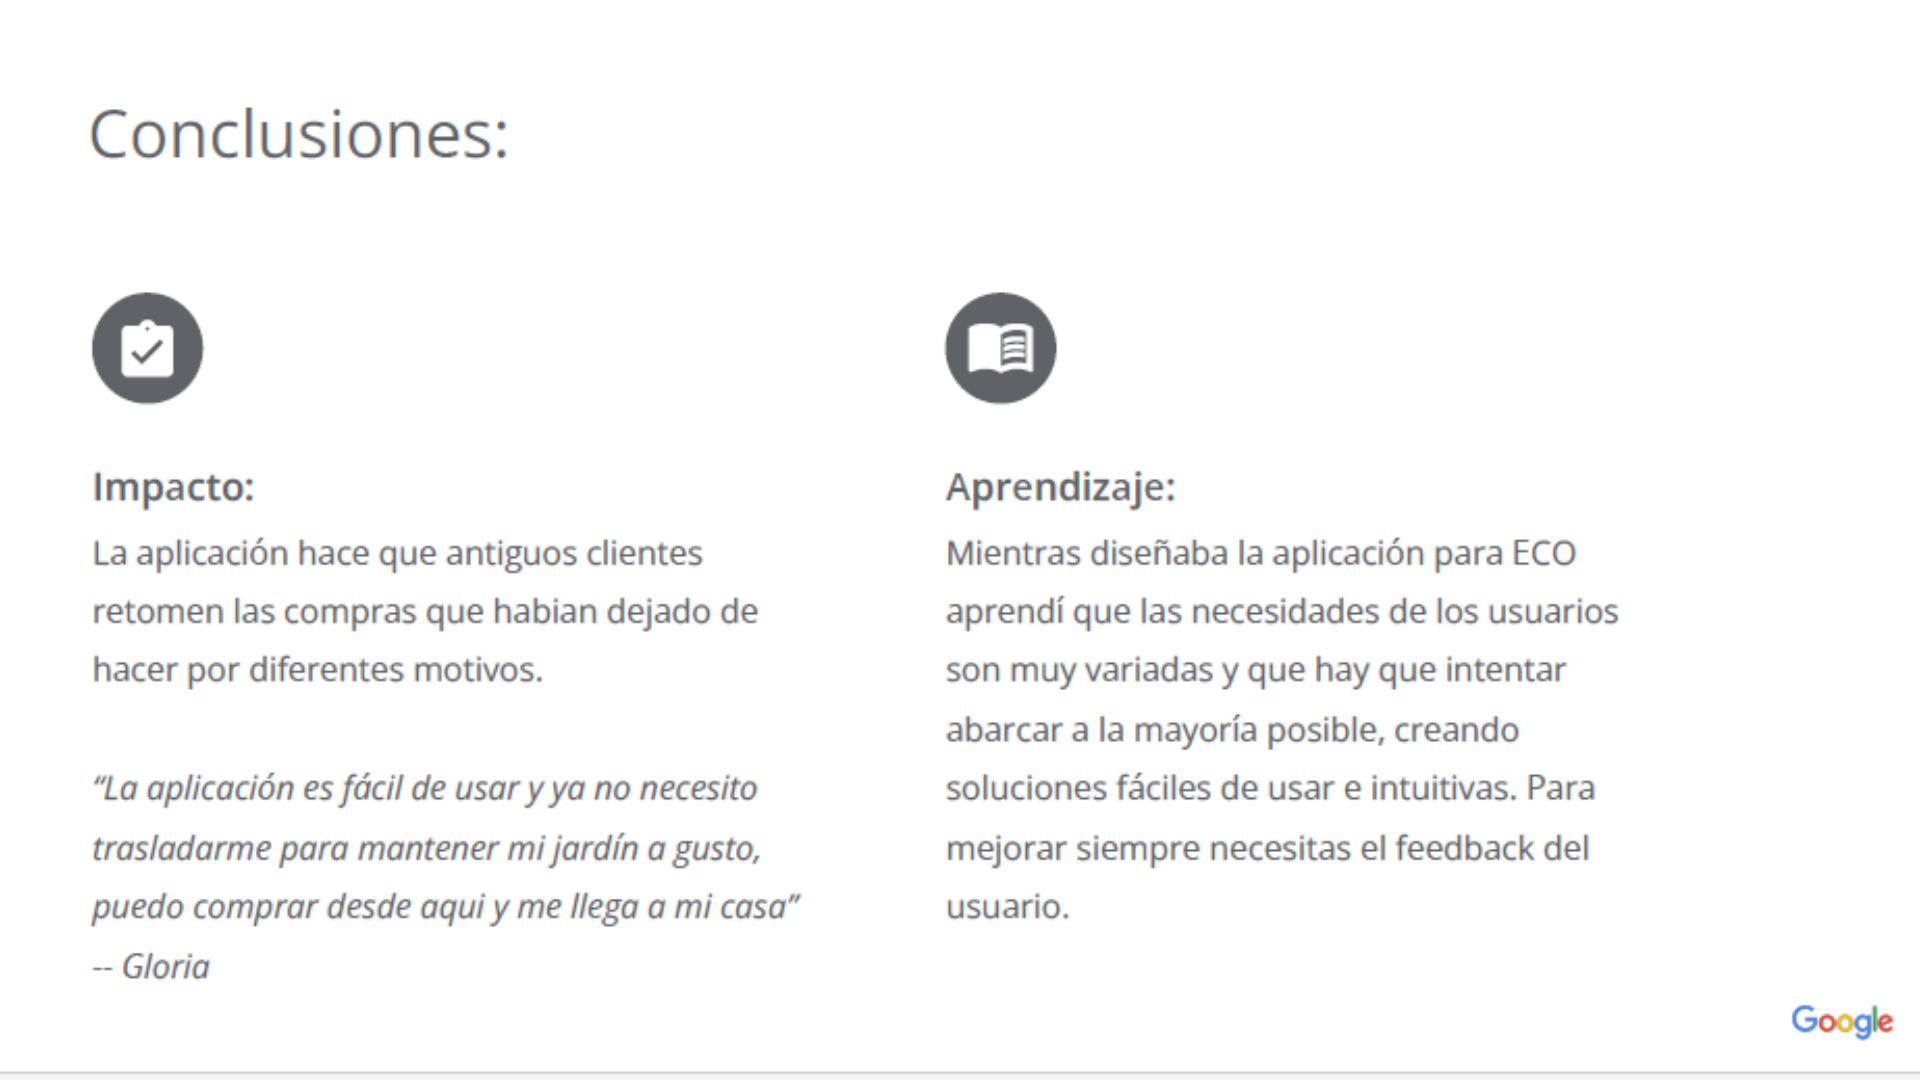 Conclusiones:
Impacto:
La aplicación hace que antiguos clientes
retomen las compras que habian dejado de
hacer por diferentes motivos.
“La aplicación es fácil de usar y ya no necesito
trasladarme para mantener mi jardín a gusto,
puedo comprar desde aqui y me llega a mi casa”
-- Gloria
Aprendizaje:
Mientras diseñaba la aplicación para ECO
aprendí que las necesidades de los usuarios
son muy variadas y que hay que intentar
abarcar a la mayoría posible, creando
soluciones fáciles de usar e intuitivas. Para
mejorar siempre necesitas el feedback del
usuario.
Google